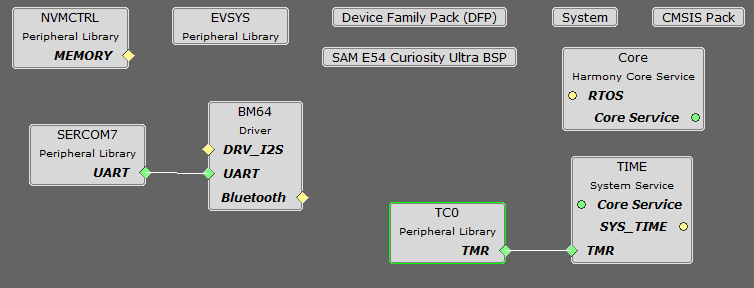 NVMCTRL
Peripheral Library
MEMORY
EVSYS
Peripheral Library
Device Family Pack (DFP)
System
CMSIS Pack
SAM E54 Curiosity Ultra BSP
Core
Harmony Core Service
RTOS
Core Service
SERCOM7
Peripheral Library
UART
BM64
Driver
DRV_I2S
UART
Bluetooth
TC0
Peripheral Library
TMR
TIME
System Service
Core Service
SYS_TIME
TMR